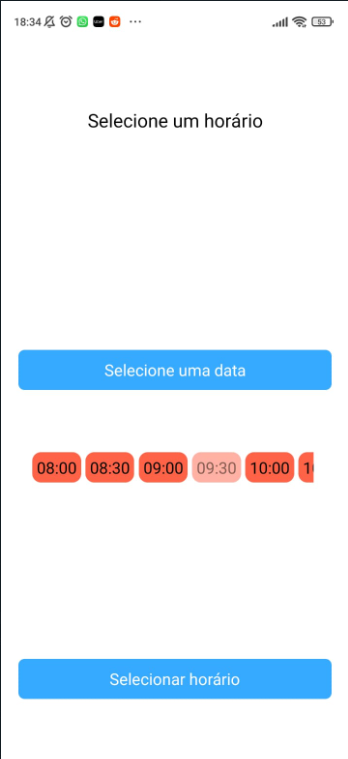 18:34
53
Selecione um horário
Selecione uma data
08:00 08:30 09:00 09:30 10:00
Selecionar horário